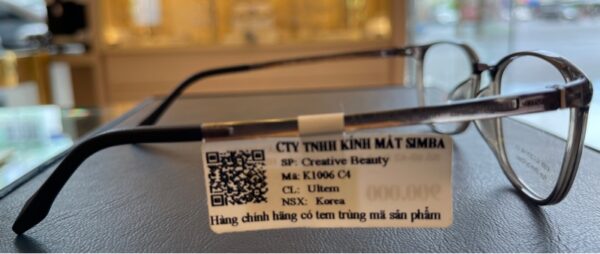 CTY TNHH KÍNH MẮT SIMBA
SP: Creative Beauty
Mã: K1006 C4
CL: Ultem
NSX: Korea
Hàng chính hãng có tem trùng mã sản phẩm